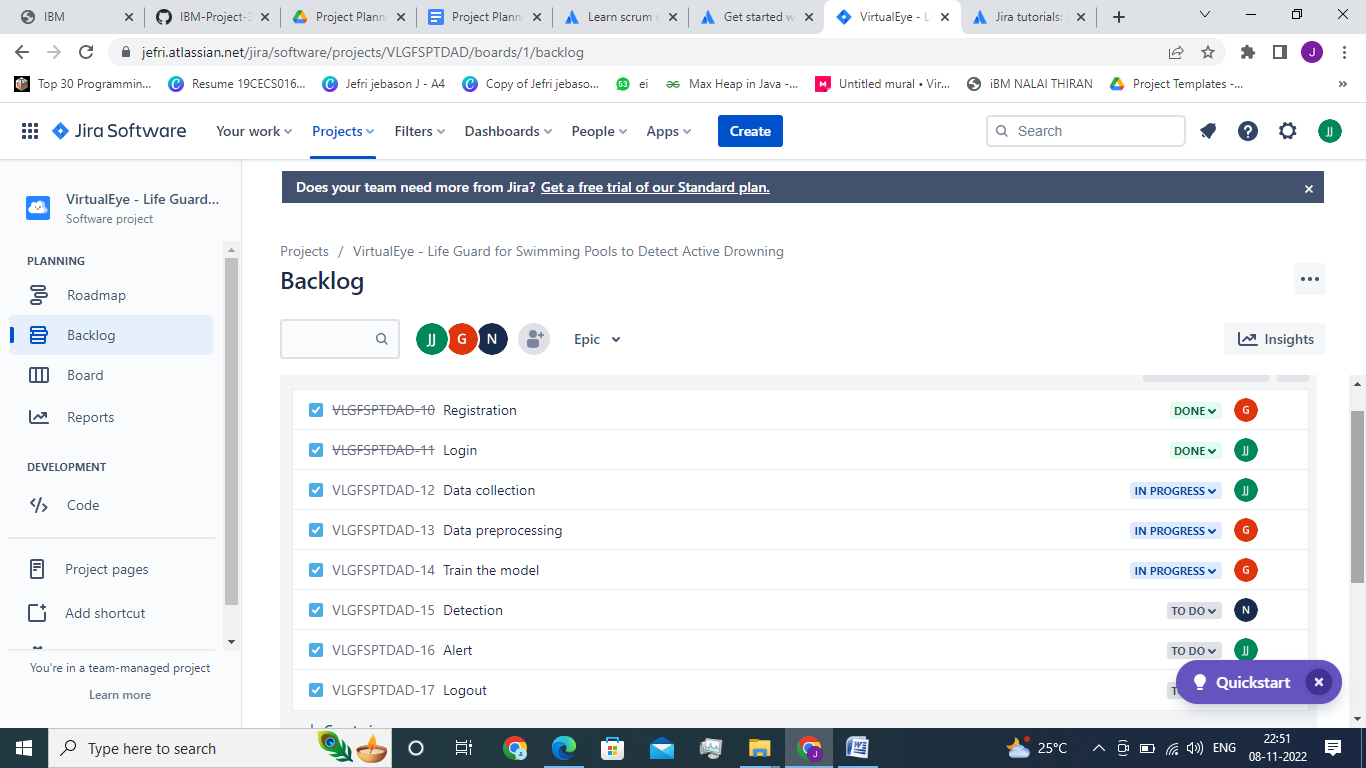 IBM
IBM-Project-3
Project Plann
Project Plann
Learn scrum w
Get started w
VirtualEye - L
Jira tutorials:
jefri.atlassian.net/jira/software/projects/VLGFSPTDAD/boards/1/backlog
J
Top 30 Programmin...
Resume 19CECS016...
Jefri jebason J - A4
Copy of Jefri jebaso...
53 ei
Max Heap in Java -...
Untitled mural • Vir...
iBM NALAI THIRAN
Project Templates -...
»
Jira Software
Your work
Projects
Filters
Dashboards
People
Apps
Create
Search
JJ
VirtualEye - Life Guard...
Software project
PLANNING
Roadmap
Backlog
Board
Reports
DEVELOPMENT
Code
Project pages
Add shortcut
You're in a team-managed project
Learn more
Does your team need more from Jira? Get a free trial of our Standard plan.
Projects / VirtualEye - Life Guard for Swimming Pools to Detect Active Drowning
Backlog
JJ G N
Epic
Insights
VLGFSPTDAD-10 Registration DONE G
VLGFSPTDAD-11 Login DONE JJ
VLGFSPTDAD-12 Data collection IN PROGRESS JJ
VLGFSPTDAD-13 Data preprocessing IN PROGRESS G
VLGFSPTDAD-14 Train the model IN PROGRESS G
VLGFSPTDAD-15 Detection TO DO N
VLGFSPTDAD-16 Alert TO DO JJ
VLGFSPTDAD-17 Logout
Quickstart
Type here to search
25°C
ENG
22:51
08-11-2022